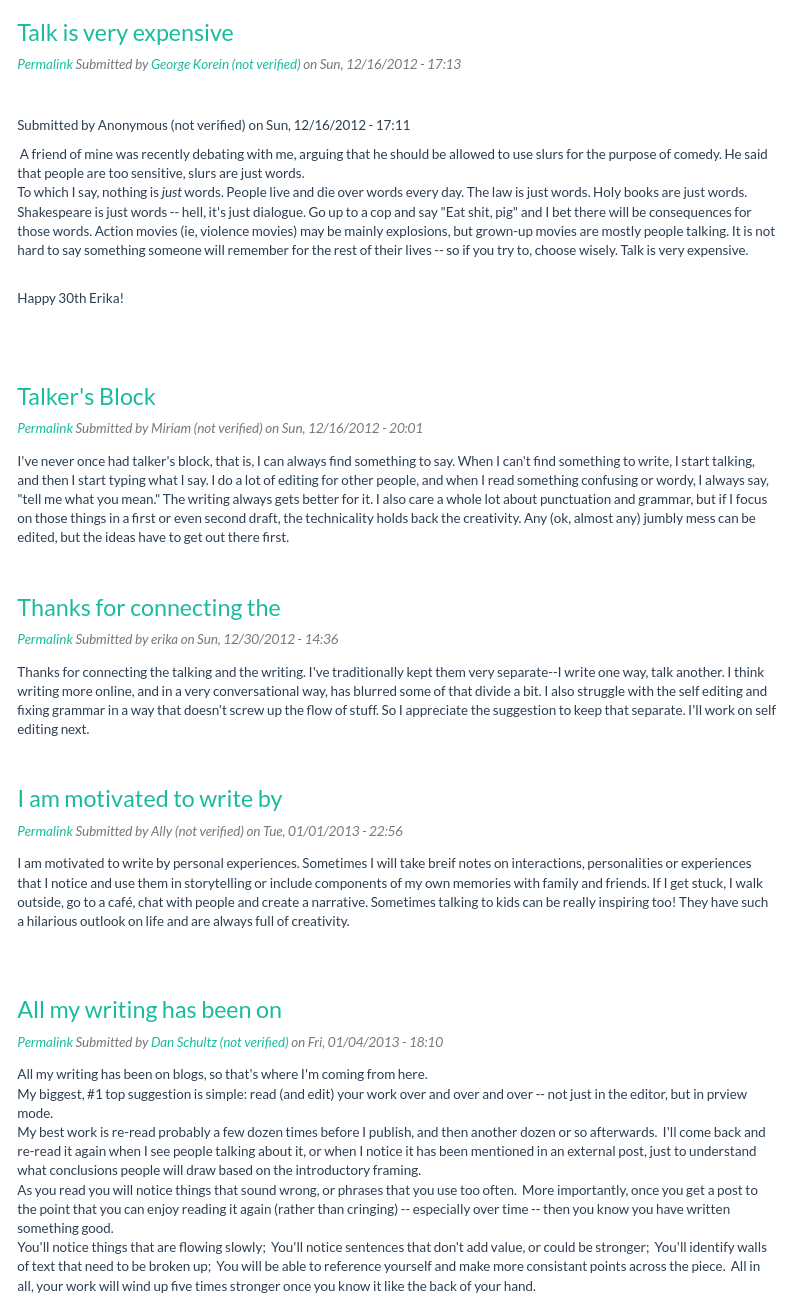 Talk is very expensive
Permalink Submitted by George Korein (not verified) on Sun, 12/16/2012 - 17:13
Submitted by Anonymous (not verified) on Sun, 12/16/2012 - 17:11
A friend of mine was recently debating with me, arguing that he should be allowed to use slurs for the purpose of comedy. He said
that people are too sensitive, slurs are just words.
To which I say, nothing is just words. People live and die over words every day. The law is just words. Holy books are just words.
Shakespeare is just words -- hell, it's just dialogue. Go up to a cop and say "Eat shit, pig" and I bet there will be consequences for
those words. Action movies (ie, violence movies) may be mainly explosions, but grown-up movies are mostly people talking. It is not
hard to say something someone will remember for the rest of their lives -- so if you try to, choose wisely. Talk is very expensive.
Happy 30th Erika!
Talker's Block
Permalink Submitted by Miriam (not verified) on Sun, 12/16/2012 - 20:01
I've never once had talker's block, that is, I can always find something to say. When I can't find something to write, I start talking,
and then I start typing what I say. I do a lot of editing for other people, and when I read something confusing or wordy, I always say,
"tell me what you mean." The writing always gets better for it. I also care a whole lot about punctuation and grammar, but if I focus
on those things in a first or even second draft, the technicality holds back the creativity. Any (ok, almost any) jumbly mess can be
edited, but the ideas have to get out there first.
Thanks for connecting the
Permalink Submitted by erika on Sun, 12/30/2012 - 14:36
Thanks for connecting the talking and the writing. I've traditionally kept them very separate--I write one way, talk another. I think
writing more online, and in a very conversational way, has blurred some of that divide a bit. I also struggle with the self editing and
fixing grammar in a way that doesn't screw up the flow of stuff. So I appreciate the suggestion to keep that separate. I'll work on self
editing next.
I am motivated to write by
Permalink Submitted by Ally (not verified) on Tue, 01/01/2013 - 22:56
I am motivated to write by personal experiences. Sometimes I will take breif notes on interactions, personalities or experiences
that I notice and use them in storytelling or include components of my own memories with family and friends. If I get stuck, I walk
outside, go to a café, chat with people and create a narrative. Sometimes talking to kids can be really inspiring too! They have such
a hilarious outlook on life and are always full of creativity.
All my writing has been on
Permalink Submitted by Dan Schultz (not verified) on Fri, 01/04/2013 - 18:10
All my writing has been on blogs, so that's where I'm coming from here.
My biggest, #1 top suggestion is simple: read (and edit) your work over and over and over -- not just in the editor, but in prview
mode.
My best work is re-read probably a few dozen times before I publish, and then another dozen or so afterwards.  I'll come back and
re-read it again when I see people talking about it, or when I notice it has been mentioned in an external post, just to understand
what conclusions people will draw based on the introductory framing.
As you read you will notice things that sound wrong, or phrases that you use too often.  More importantly, once you get a post to
the point that you can enjoy reading it again (rather than cringing) -- especially over time -- then you know you have written
something good.
You'll notice things that are flowing slowly;  You'll notice sentences that don't add value, or could be stronger;  You'll identify walls
of text that need to be broken up;  You will be able to reference yourself and make more consistant points across the piece.  All in
all, your work will wind up five times stronger once you know it like the back of your hand.